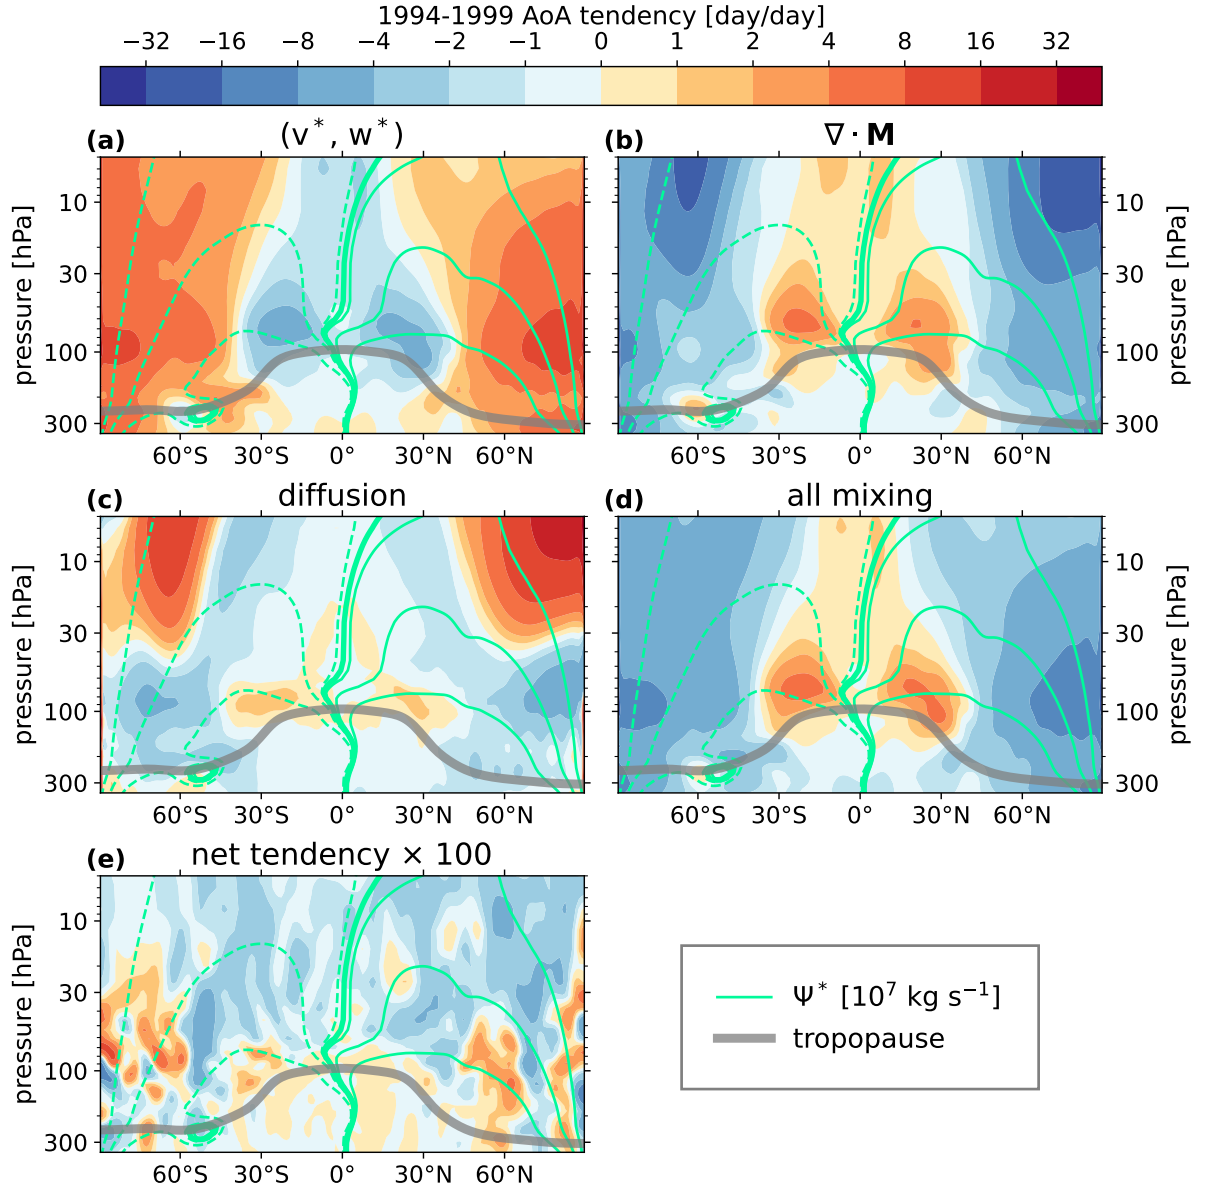 1994-1999 AoA tendency [day/day]
−32 −16 −8 −4 −2 −1 0 1 2 4 8 16 32
(a) (v*, w*)
(b) ∇ · M
10
30
100
300
pressure [hPa]
60°S 30°S 0° 30°N 60°N
10
30
100
300
pressure [hPa]
60°S 30°S 0° 30°N 60°N
(c) diffusion
(d) all mixing
10
30
100
300
pressure [hPa]
60°S 30°S 0° 30°N 60°N
10
30
100
300
pressure [hPa]
60°S 30°S 0° 30°N 60°N
(e) net tendency × 100
10
30
100
300
pressure [hPa]
60°S 30°S 0° 30°N 60°N
Ψ* [10⁷ kg s⁻¹]
tropopause